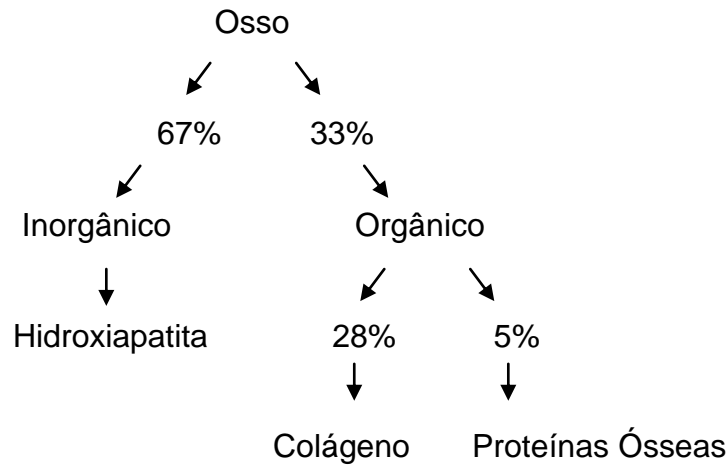 Osso
67% 33%
Inorgânico Orgânico
Hidroxiapatita 28% 5%
Colágeno Proteínas Ósseas